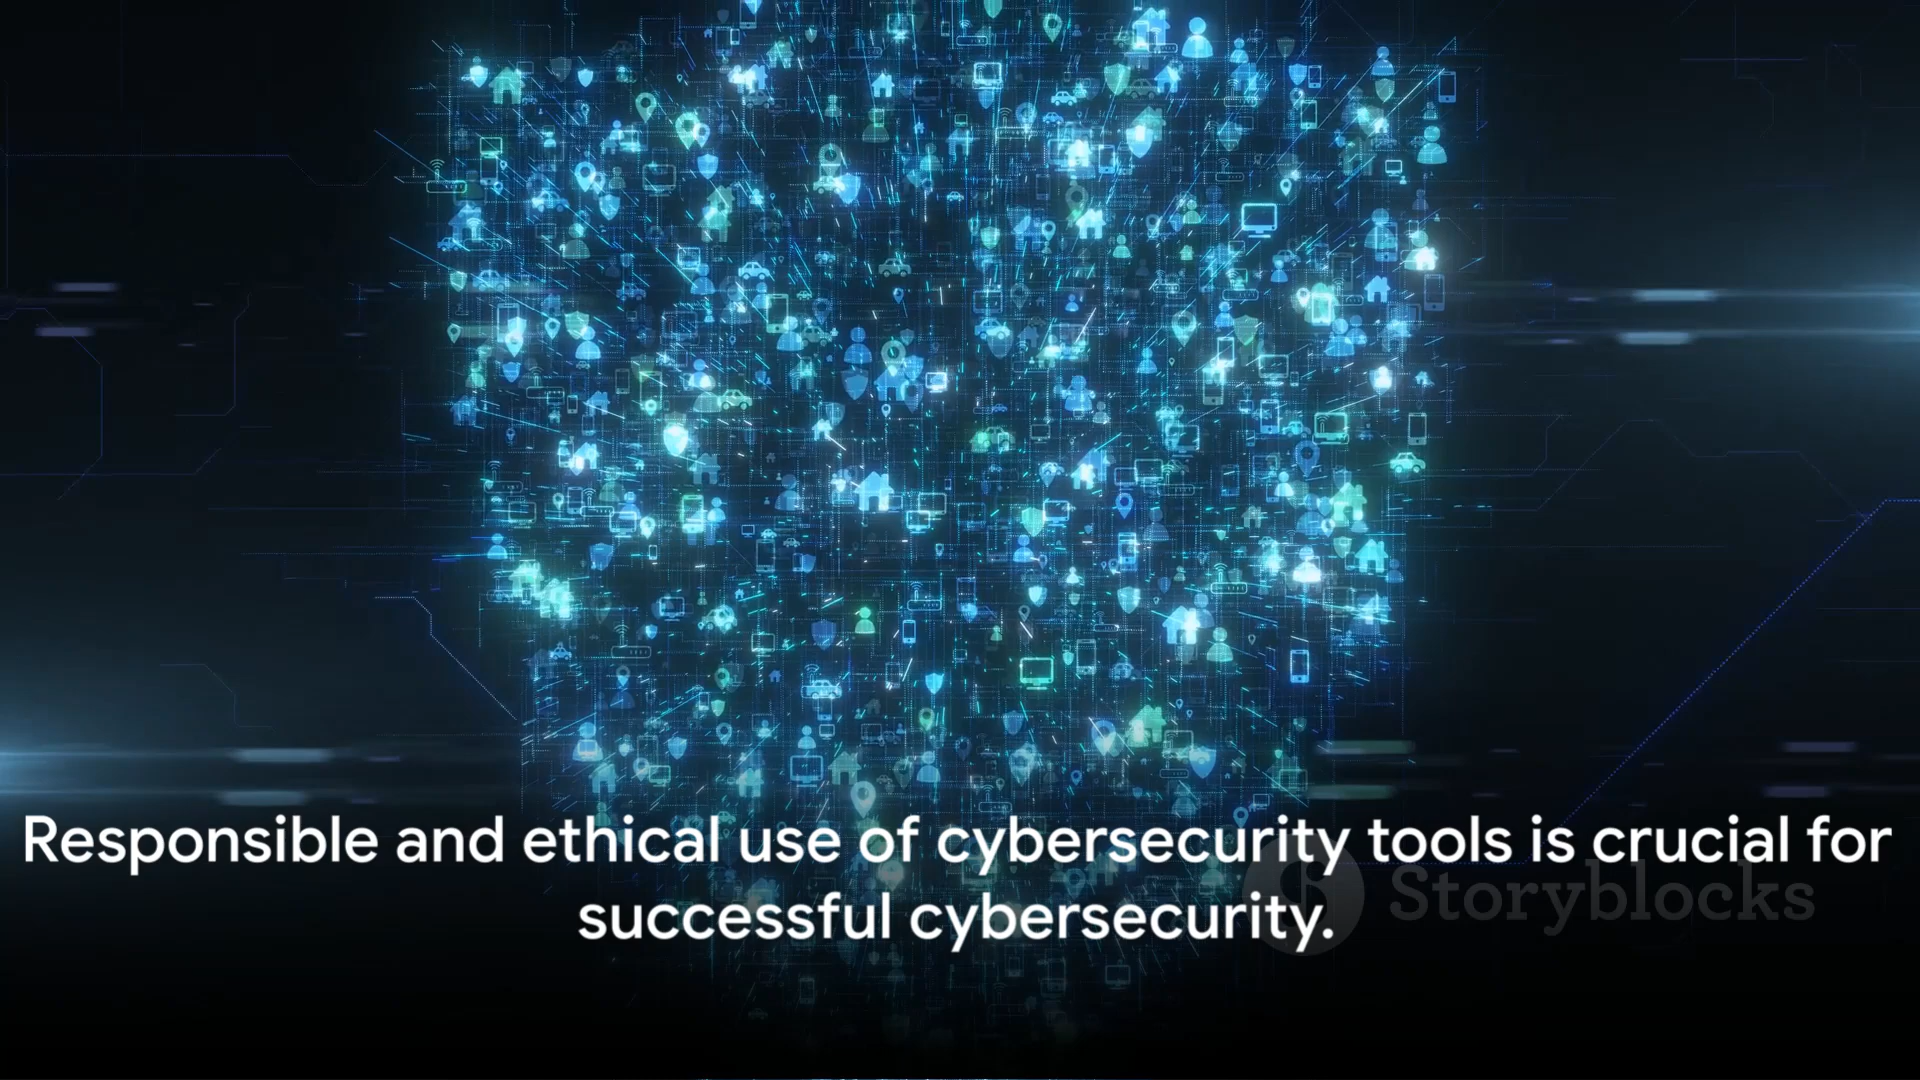 Responsible and ethical use of cybersecurity tools is crucial for
successful cybersecurity.
Storyblocks